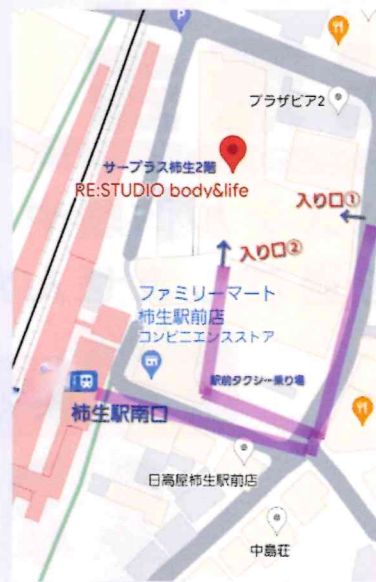 P
プラザビア2
サープラス柿生2階
RE:STUDIO body&life
入り口①
入り口②
ファミリーマート
柿生駅前店
コンビニエンスストア
駅前タクシー乗り場
柿生駅南口
日高屋柿生駅前店
中島荘